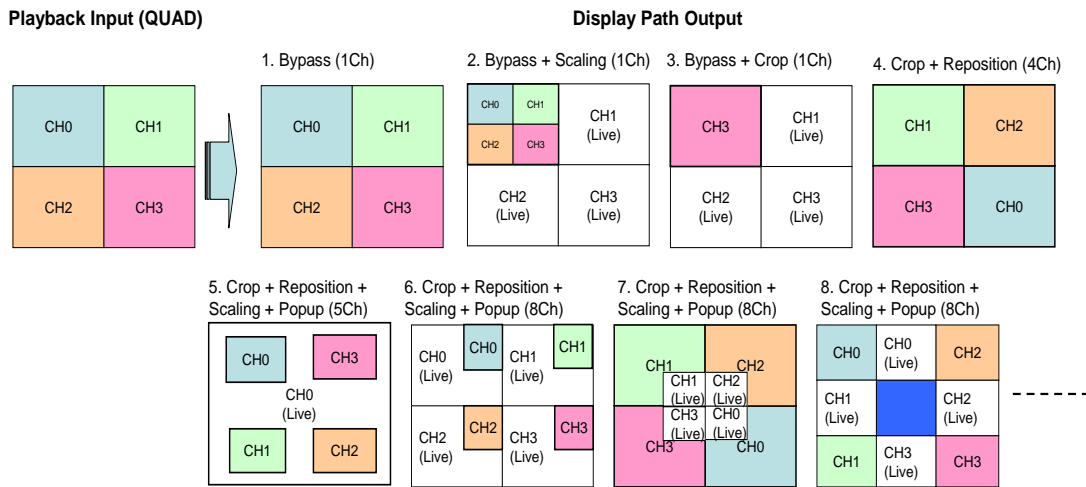 Playback Input (QUAD)
Display Path Output
CH0
CH1
CH2
CH3
1. Bypass (1Ch)
CH0
CH1
CH2
CH3
2. Bypass + Scaling (1Ch)
CH0
CH1
CH2
CH3
CH1
(Live)
CH2
(Live)
CH3
(Live)
3. Bypass + Crop (1Ch)
CH3
CH1
(Live)
CH2
(Live)
CH3
(Live)
4. Crop + Reposition (4Ch)
CH1
CH2
CH3
CH0
5. Crop + Reposition +
Scaling + Popup (5Ch)
CH0
CH3
CH0
(Live)
CH1
CH2
6. Crop + Reposition +
Scaling + Popup (8Ch)
CH0
(Live)
CH0
CH1
(Live)
CH1
CH2
(Live)
CH2
CH3
(Live)
CH3
7. Crop + Reposition +
Scaling + Popup (8Ch)
CH1
CH2
CH1
(Live)
CH2
(Live)
CH3
(Live)
CH0
(Live)
CH3
CH0
8. Crop + Reposition +
Scaling + Popup (8Ch)
CH0
CH0
(Live)
CH2
CH1
(Live)
CH2
(Live)
CH1
CH3
(Live)
CH3